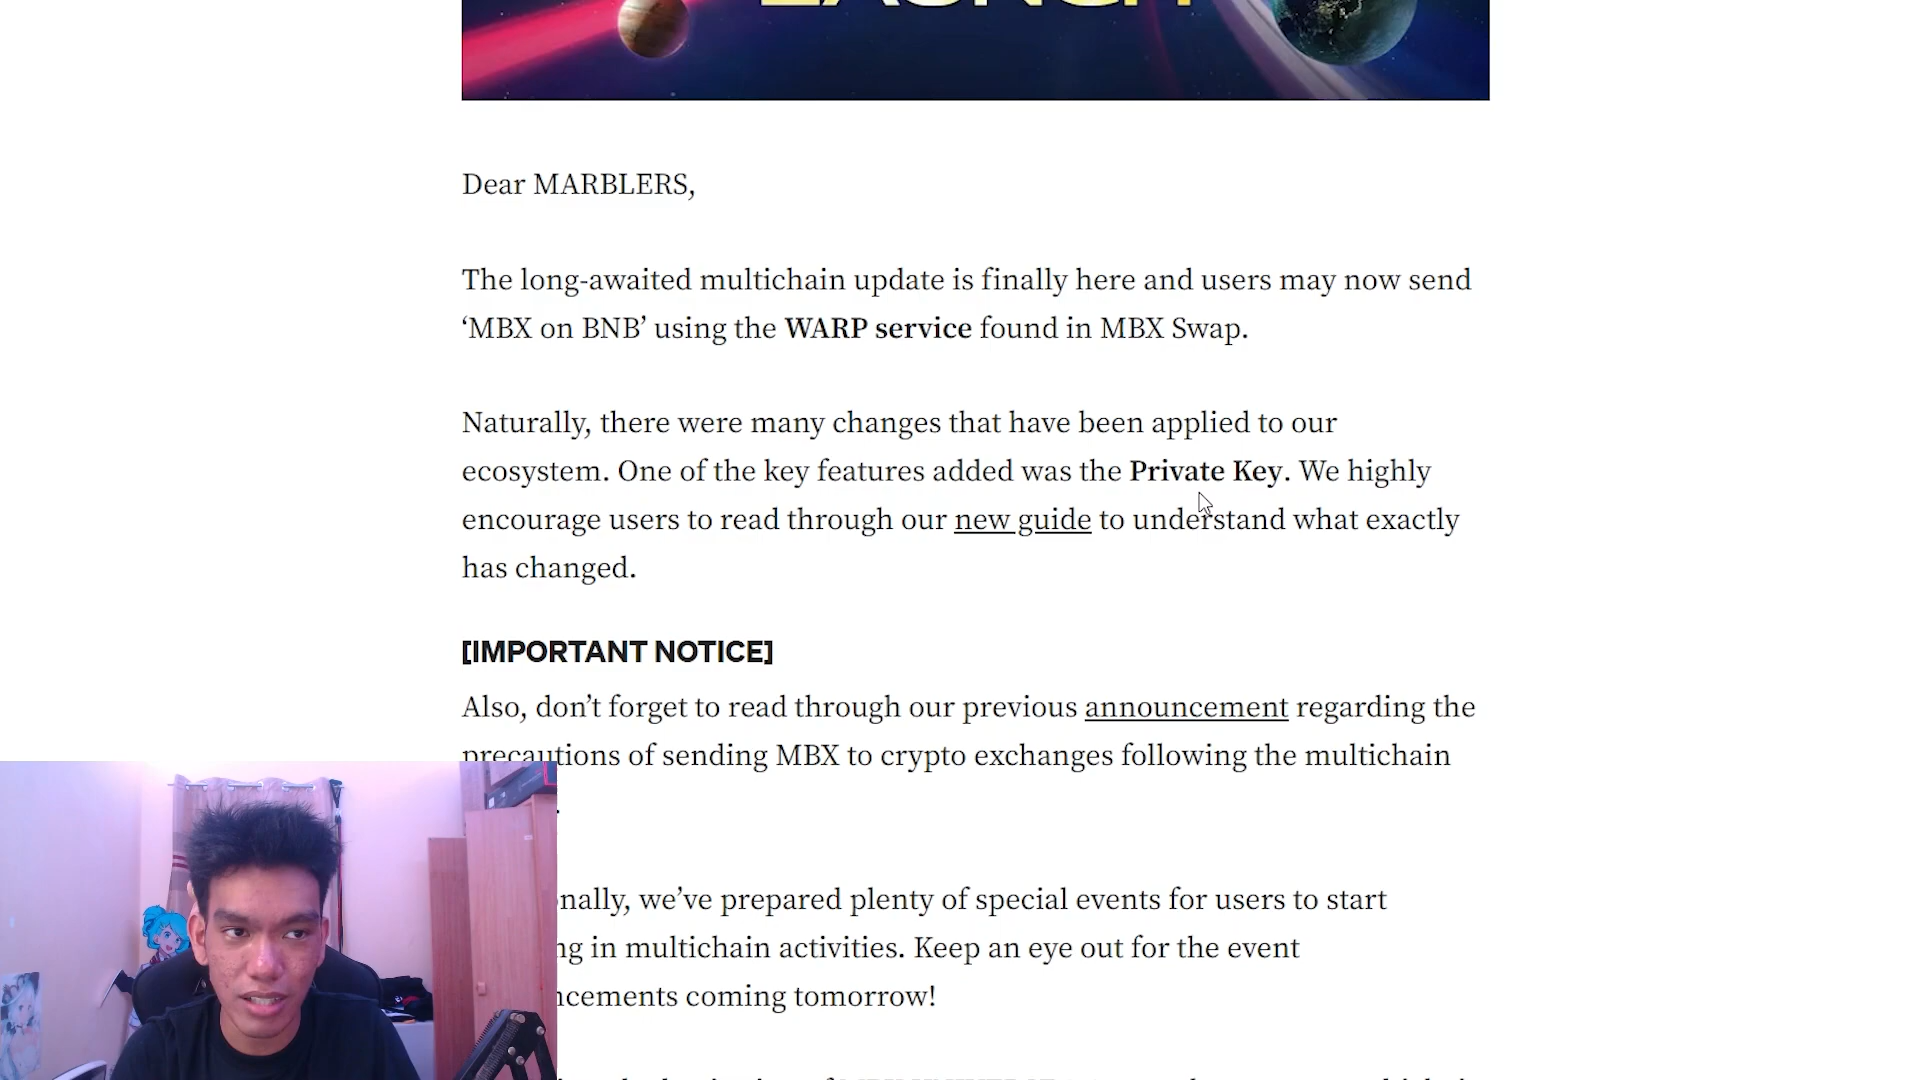 LAUNCH
Dear MARBLERS,
The long-awaited multichain update is finally here and users may now send
‘MBX on BNB’ using the WARP service found in MBX Swap.
Naturally, there were many changes that have been applied to our
ecosystem. One of the key features added was the Private Key. We highly
encourage users to read through our new guide to understand what exactly
has changed.
[IMPORTANT NOTICE]
Also, don’t forget to read through our previous announcement regarding the
precautions of sending MBX to crypto exchanges following the multichain
we’ve prepared plenty of special events for users to start
in multichain activities. Keep an eye out for the event
coming tomorrow!